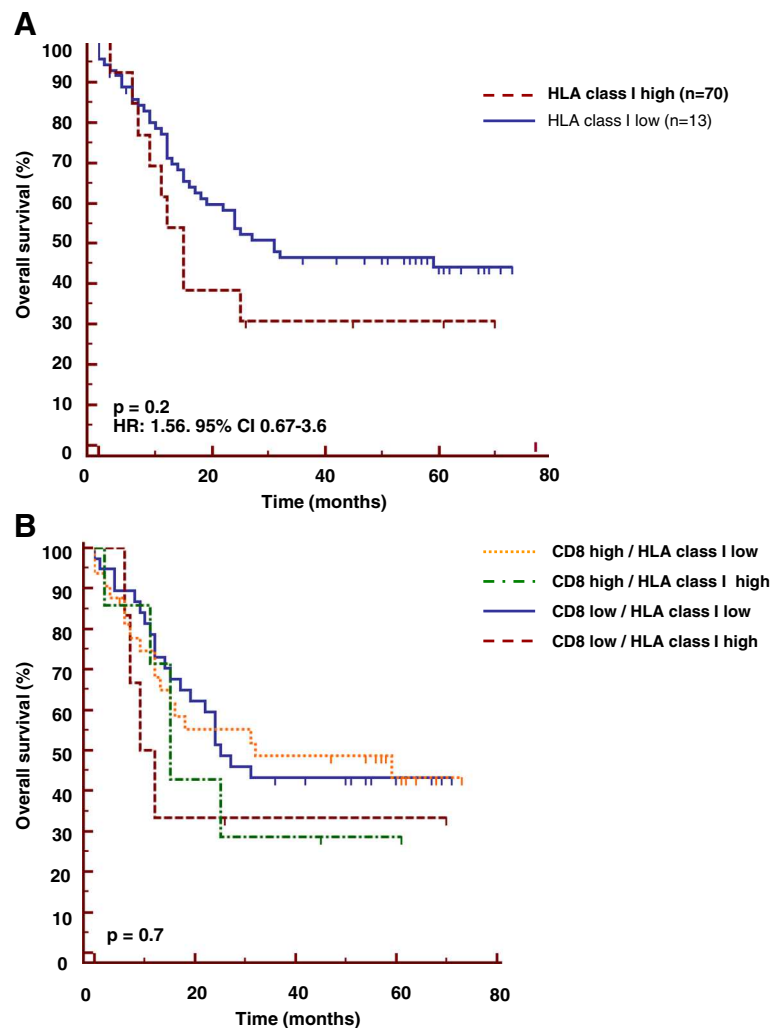 A
100
90
80
70
60
50
40
30
20
10
0
Overall survival (%)
HLA class I high (n=70)
HLA class I low (n=13)
p = 0.2
HR: 1.56. 95% CI 0.67-3.6
0 20 40 60 80
Time (months)
B
100
90
80
70
60
50
40
30
20
10
0
Overall survival (%)
CD8 high / HLA class I low
CD8 high / HLA class I high
CD8 low / HLA class I low
CD8 low / HLA class I high
p = 0.7
0 20 40 60 80
Time (months)